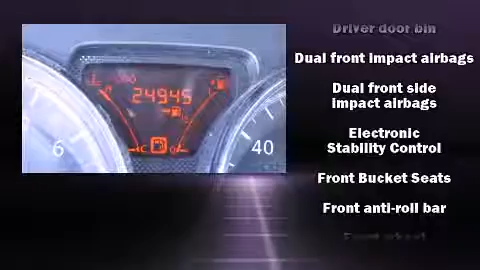 Driver door bin
Dual front impact airbags
Dual front side
impact airbags
Electronic
Stability Control
Front Bucket Seats
Front anti-roll bar
24945
6
40
C